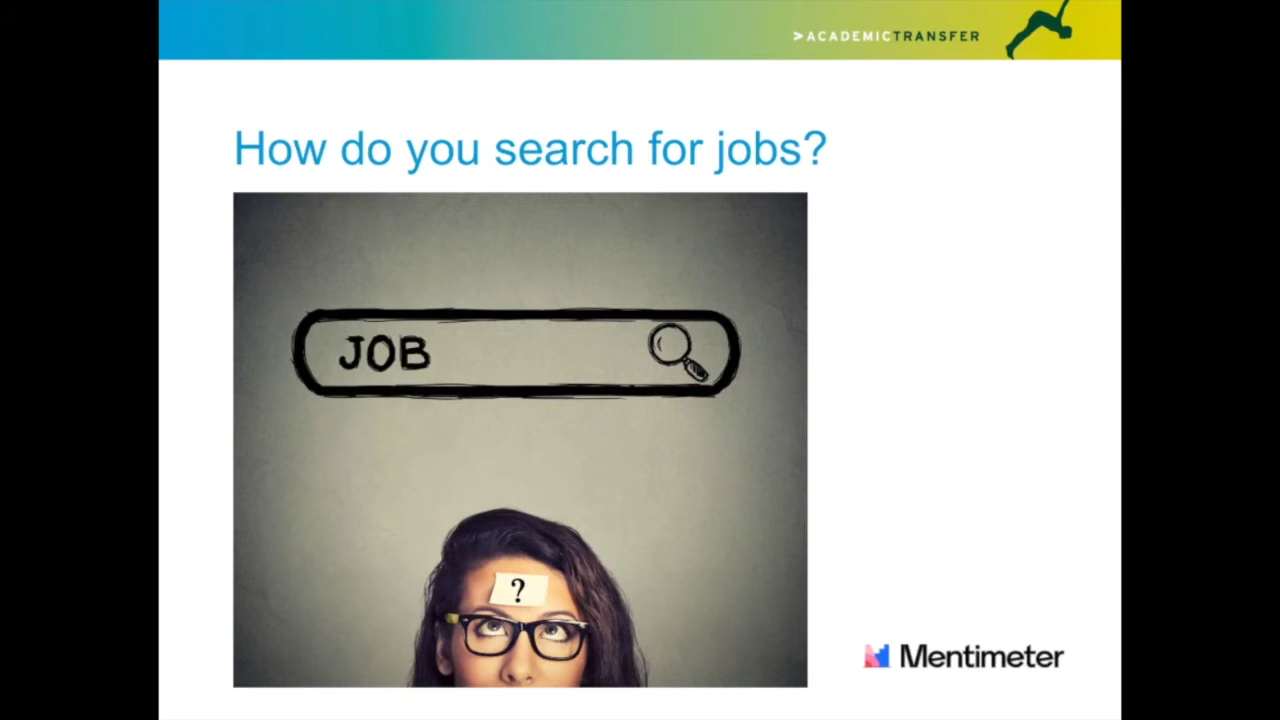 >ACADEMICTRANSFER
How do you search for jobs?
JOB
?
Mentimeter